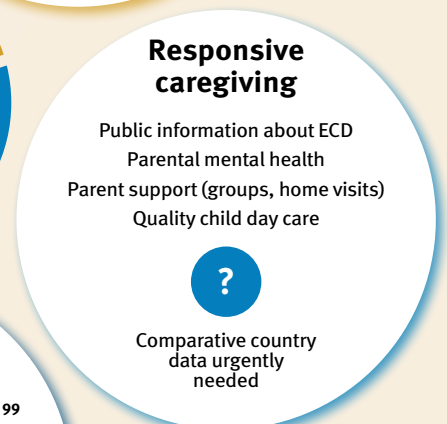 Responsive
caregiving
Public information about ECD
Parental mental health
Parent support (groups, home visits)
Quality child day care
?
Comparative country
data urgently
needed
99